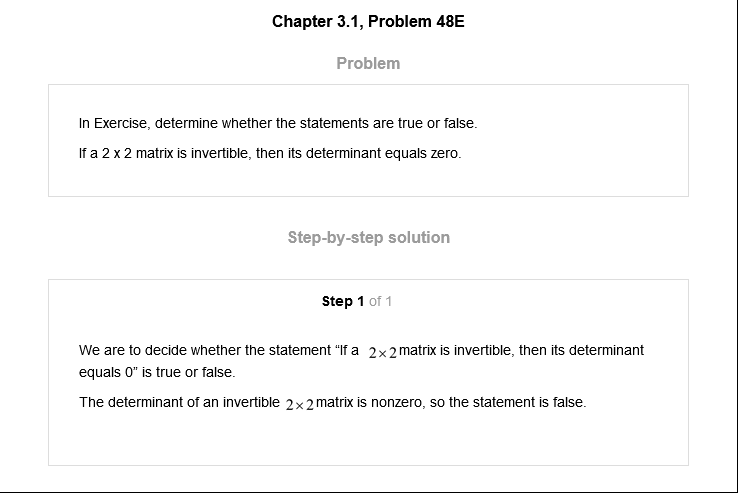 Chapter 3.1, Problem 48E
Problem
In Exercise, determine whether the statements are true or false.
If a 2 x 2 matrix is invertible, then its determinant equals zero.
Step-by-step solution
Step 1 of 1
We are to decide whether the statement “If a 2×2 matrix is invertible, then its determinant
equals 0” is true or false.
The determinant of an invertible 2×2 matrix is nonzero, so the statement is false.